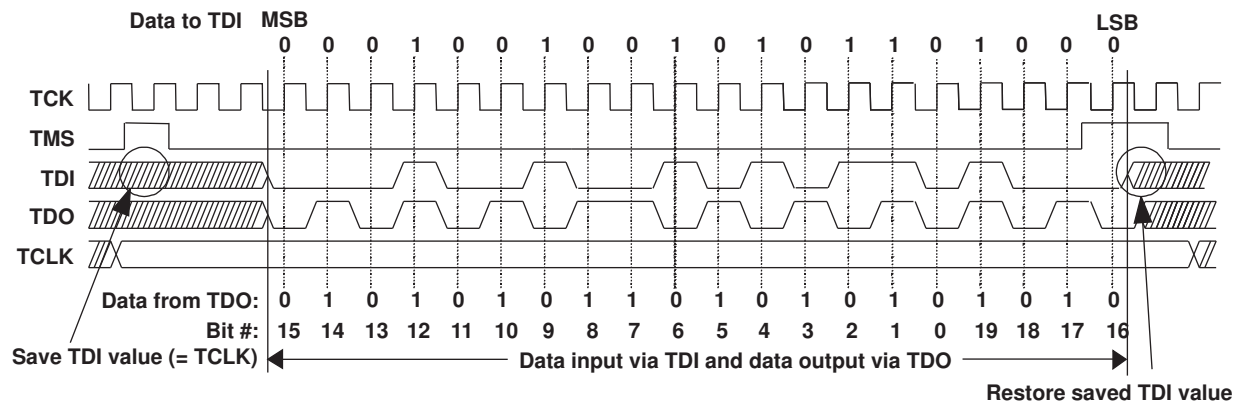 Data to TDI MSB LSB
0 0 0 1 0 0 1 0 0 1 0 1 0 1 1 0 1 0 0 0
TCK
TMS
TDI
TDO
TCLK
Data from TDO: 0 1 0 1 0 1 0 1 1 0 1 0 1 0 1 0 1 0 1 0
Bit #: 15 14 13 12 11 10 9 8 7 6 5 4 3 2 1 0 19 18 17 16
Save TDI value (= TCLK) Data input via TDI and data output via TDO
Restore saved TDI value